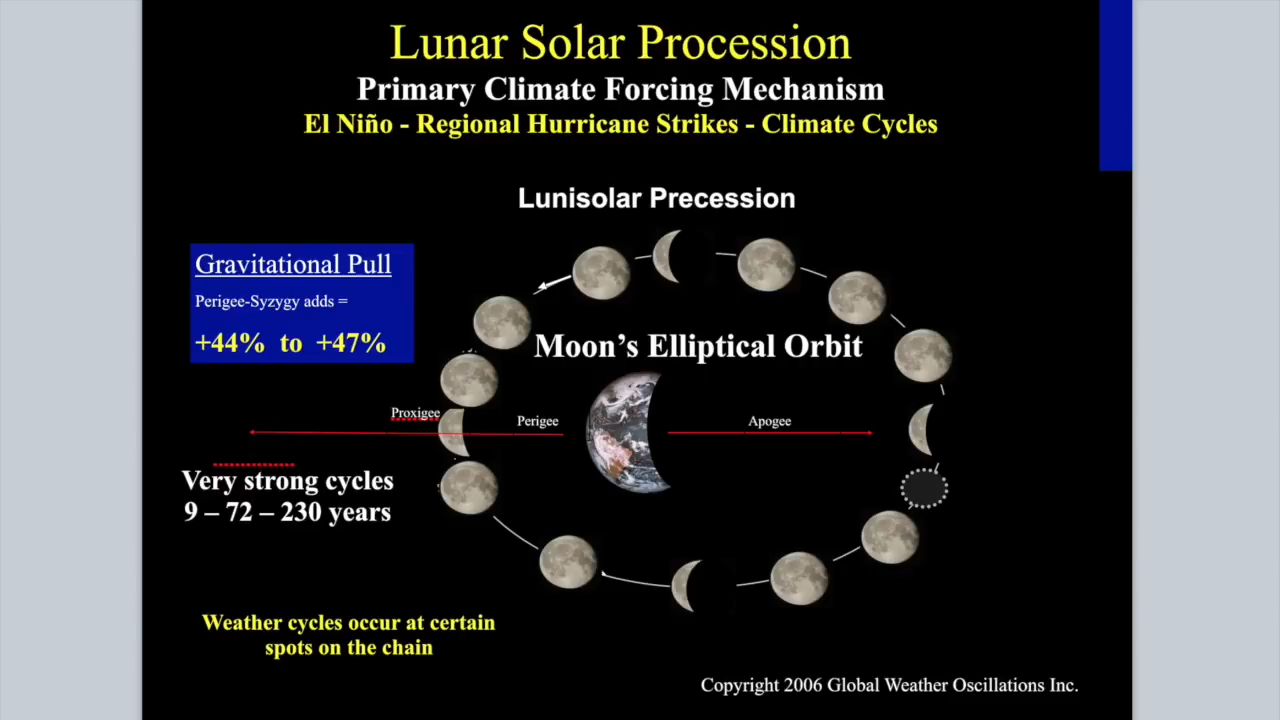 Lunar Solar Procession
Primary Climate Forcing Mechanism
El Niño - Regional Hurricane Strikes - Climate Cycles
Lunisolar Precession
Gravitational Pull
Perigee-Syzygy adds =
+44% to +47%
Moon's Elliptical Orbit
Proxigee
Perigee
Apogee
Very strong cycles
9 – 72 – 230 years
Weather cycles occur at certain
spots on the chain
Copyright 2006 Global Weather Oscillations Inc.